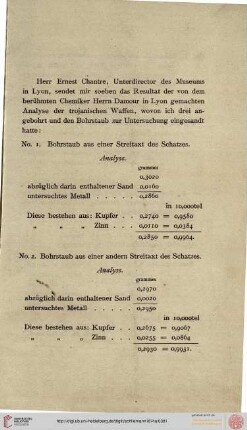 Herr Ernest Chantre, Unterdirector des Museums
in Lyon, sendet mir soeben das Resultat der von dem
berühmten Chemiker Herrn Damour in Lyon gemachten
Analyse der trojanischen Waffen, wovon ich drei an-
gebohrt und den Bohrstaub zur Untersuchung eingesandt
hatte:
No. 1. Bohrstaub aus einer Streitaxt des Schatzes.
Analyse.
grammes
0,3020
abzüglich darin enthaltener Sand 0,0160
untersuchtes Metall . . . . . 0,2860
in 10,000tel
Diese bestehen aus: Kupfer . . 0,2740 = 0,9580
„ „ „ Zinn . . . 0,0110 = 0,0384
0,2850 = 0,9964.
No. 2. Bohrstaub aus einer andern Streitaxt des Schatzes.
Analyse.
grammes
0,2970
abzüglich darin enthaltener Sand 0,0020
untersuchtes Metall . . . . . 0,2950
in 10,000tel
Diese bestehen aus: Kupfer . . 0,2675 = 0,9067
„ „ „ Zinn . . . 0,0255 = 0,0864
0,2930 = 0,9931.